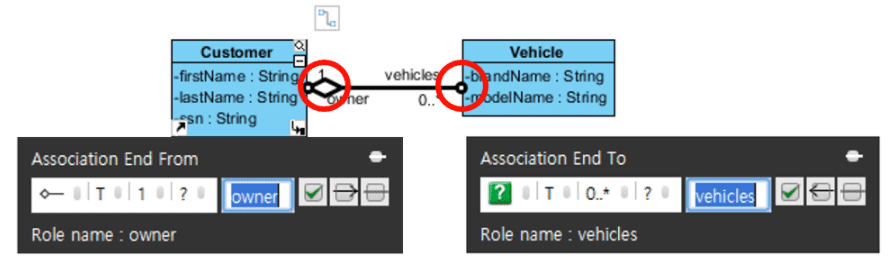 Customer
-firstName : String
-lastName : String
-ssn : String
1
owner
vehicles
0..*
Vehicle
-brandName : String
-modelName : String
Association End From
T 1 ? owner
Role name : owner
Association End To
? T 0..* ? vehicles
Role name : vehicles